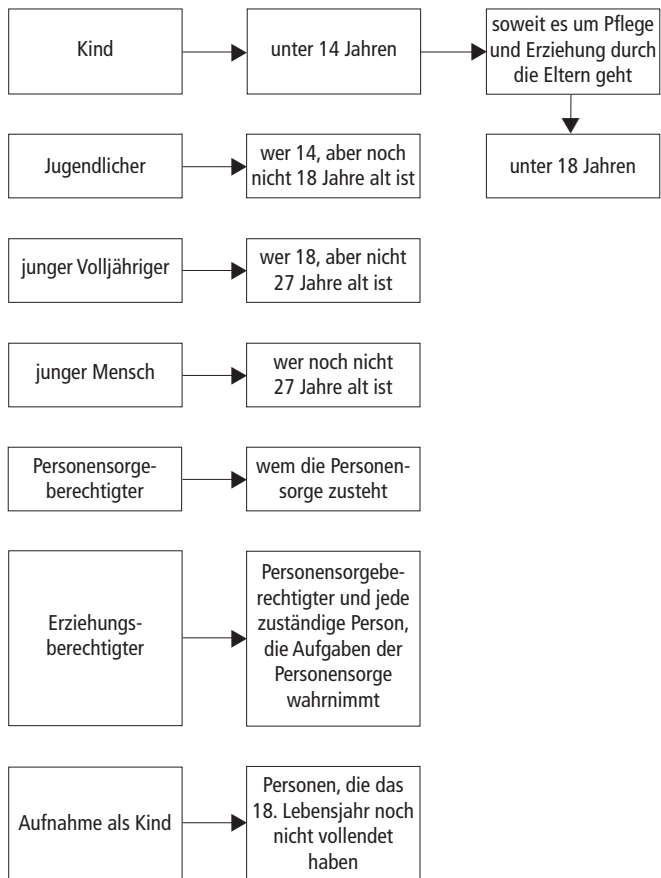 Kind
unter 14 Jahren
soweit es um Pflege
und Erziehung durch
die Eltern geht
unter 18 Jahren
Jugendlicher
wer 14, aber noch
nicht 18 Jahre alt ist
junger Volljähriger
wer 18, aber nicht
27 Jahre alt ist
junger Mensch
wer noch nicht
27 Jahre alt ist
Personensorge-
berechtigter
wem die Personen-
sorge zusteht
Erziehungs-
berechtigter
Personensorgebe-
rechtigter und jede
zuständige Person,
die Aufgaben der
Personensorge
wahrnimmt
Aufnahme als Kind
Personen, die das
18. Lebensjahr noch
nicht vollendet
haben